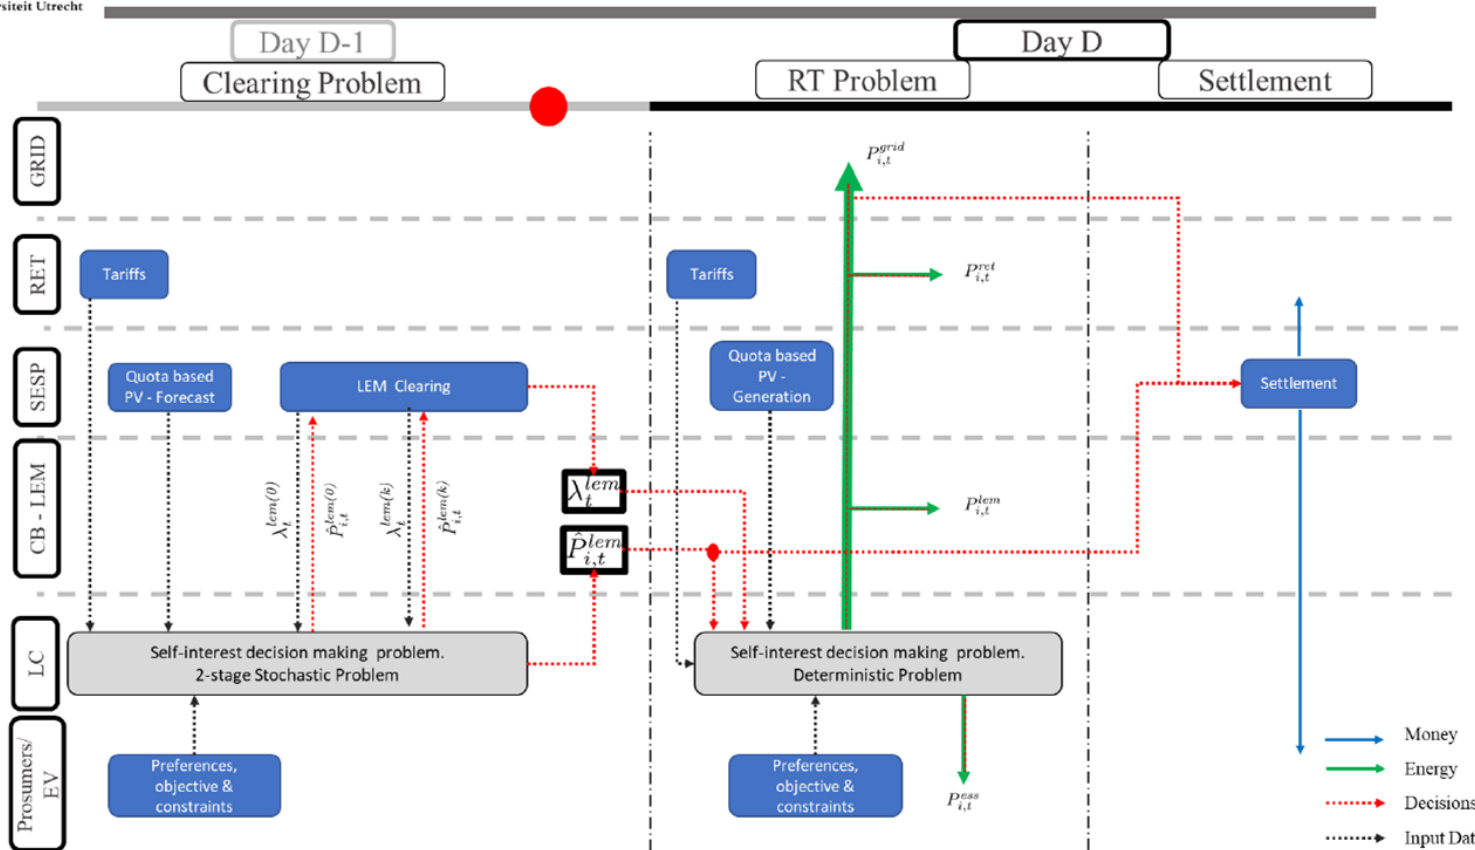 rsiteit Utrecht
Day D-1
Day D
Clearing Problem
RT Problem
Settlement
GRID
P_{i,t}^{grid}
RET
Tariffs
Tariffs
P_{i,t}^{ret}
SESP
Quota based
PV - Forecast
LEM Clearing
Quota based
PV -
Generation
Settlement
CB - LEM
λ_t^{lem(0)}
P̂_{i,t}^{lem(0)}
λ_t^{lem(k)}
P̂_{i,t}^{lem(k)}
λ_t^{lem}
P̂_{i,t}^{lem}
P_{i,t}^{lem}
LC
Self-interest decision making problem.
2-stage Stochastic Problem
Self-interest decision making problem.
Deterministic Problem
Prosumers/
EV
Preferences,
objective &
constraints
Preferences,
objective &
constraints
P_{i,t}^{ess}
Money
Energy
Decisions
Input Dat